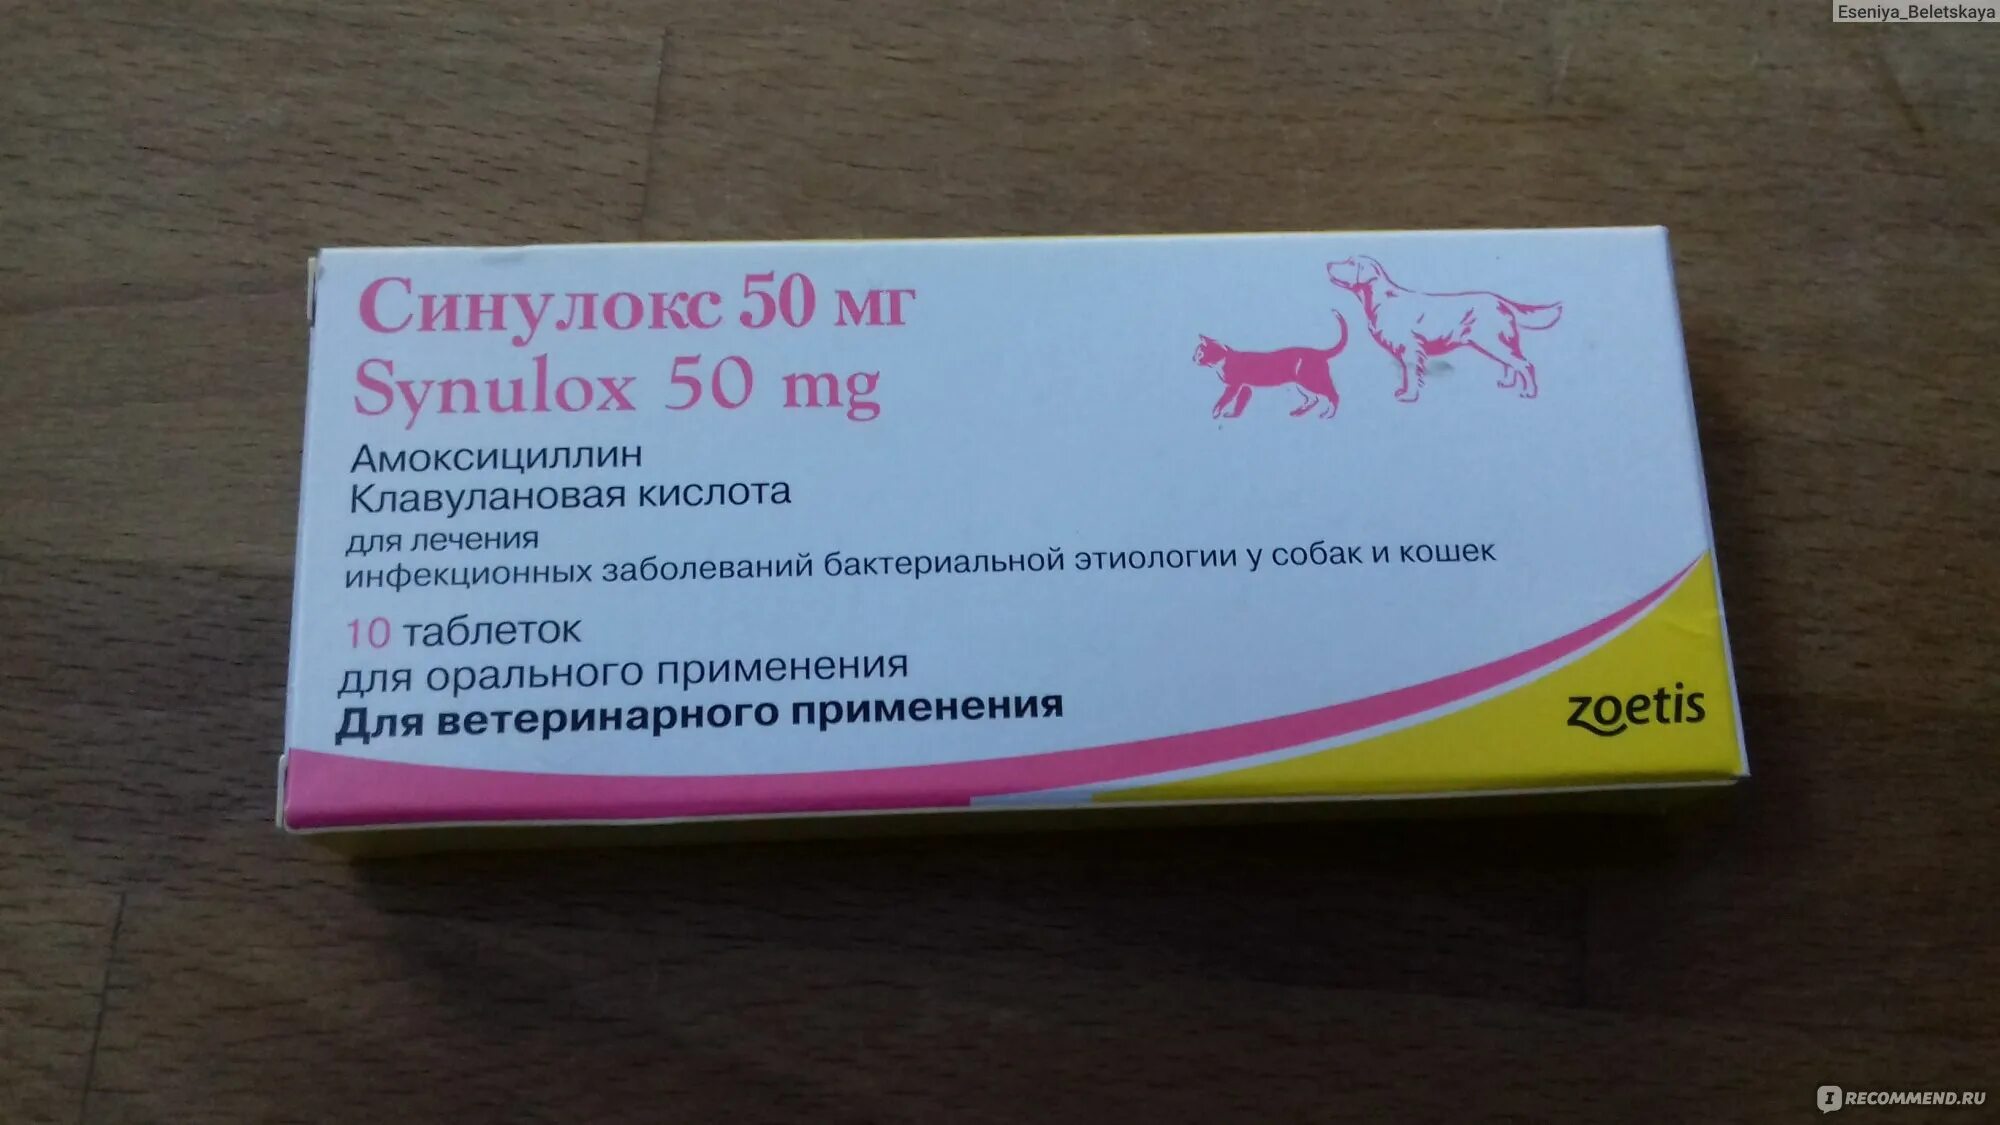 Eseniya_Beletskaya
Синулокс 50 мг
Synulox 50 mg
Амоксициллин
Клавулановая кислота
для лечения
инфекционных заболеваний бактериальной этиологии у собак и кошек
10 таблеток
для орального применения
Для ветеринарного применения
zoetis
I RECOMMEND.RU